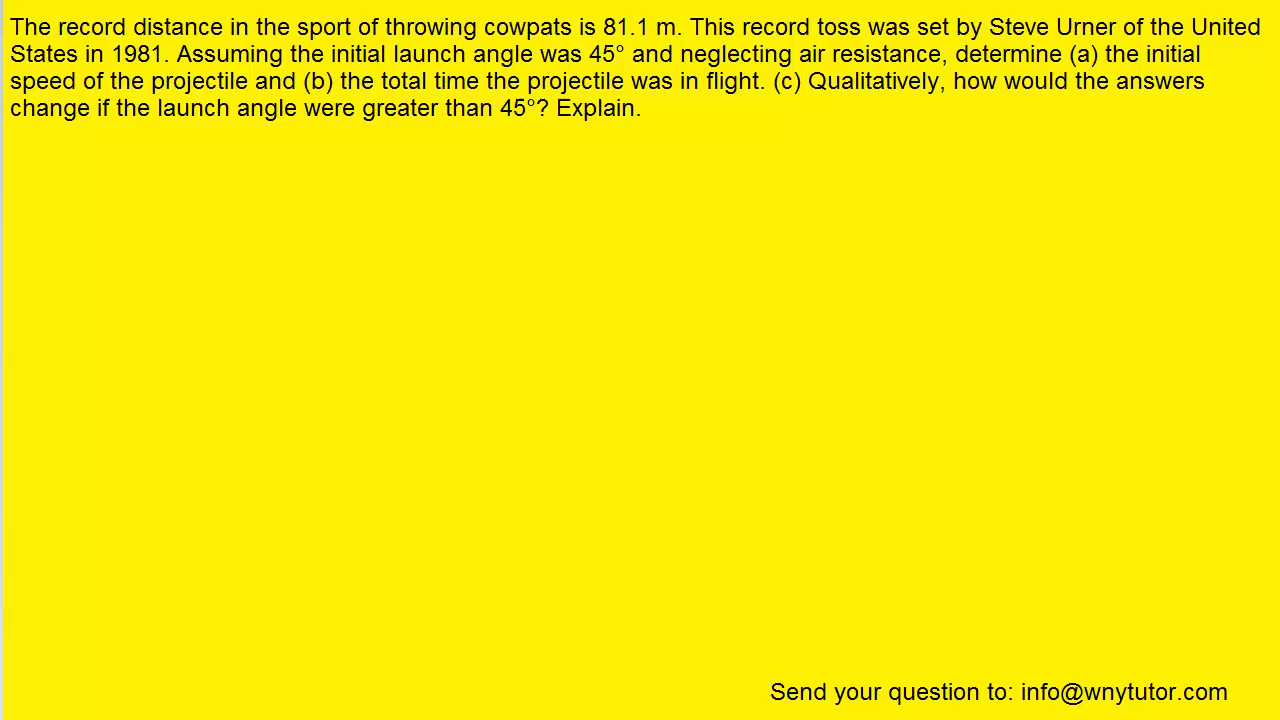 The record distance in the sport of throwing cowpats is 81.1 m. This record toss was set by Steve Urner of the United
States in 1981. Assuming the initial launch angle was 45° and neglecting air resistance, determine (a) the initial
speed of the projectile and (b) the total time the projectile was in flight. (c) Qualitatively, how would the answers
change if the launch angle were greater than 45°? Explain.
Send your question to: info@wnytutor.com